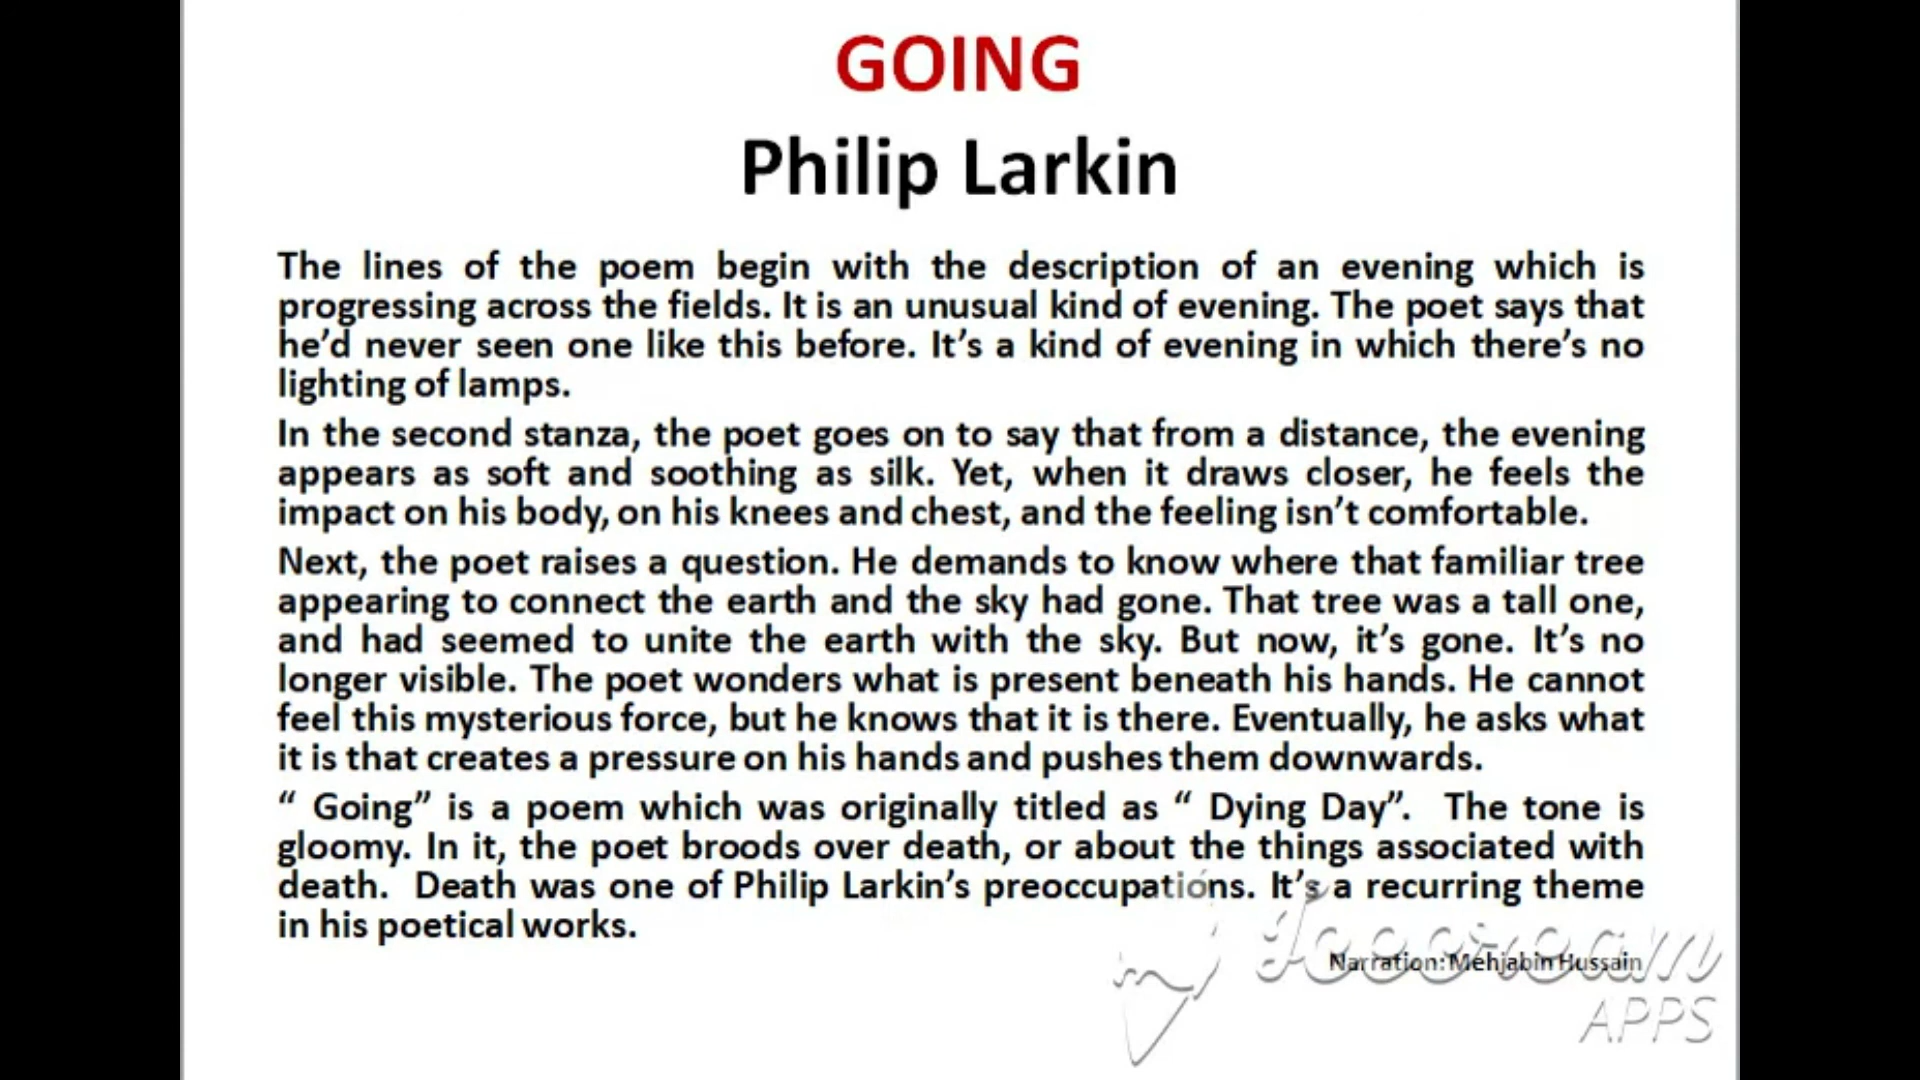 GOING
Philip Larkin
The lines of the poem begin with the description of an evening which is
progressing across the fields. It is an unusual kind of evening. The poet says that
he’d never seen one like this before. It’s a kind of evening in which there’s no
lighting of lamps.
In the second stanza, the poet goes on to say that from a distance, the evening
appears as soft and soothing as silk. Yet, when it draws closer, he feels the
impact on his body, on his knees and chest, and the feeling isn’t comfortable.
Next, the poet raises a question. He demands to know where that familiar tree
appearing to connect the earth and the sky had gone. That tree was a tall one,
and had seemed to unite the earth with the sky. But now, it’s gone. It’s no
longer visible. The poet wonders what is present beneath his hands. He cannot
feel this mysterious force, but he knows that it is there. Eventually, he asks what
it is that creates a pressure on his hands and pushes them downwards.
“ Going” is a poem which was originally titled as “ Dying Day”.  The tone is
gloomy. In it, the poet broods over death, or about the things associated with
death.  Death was one of Philip Larkin’s preoccupations. It’s a recurring theme
in his poetical works.
Narration: Mehjabin Hussain
APPS